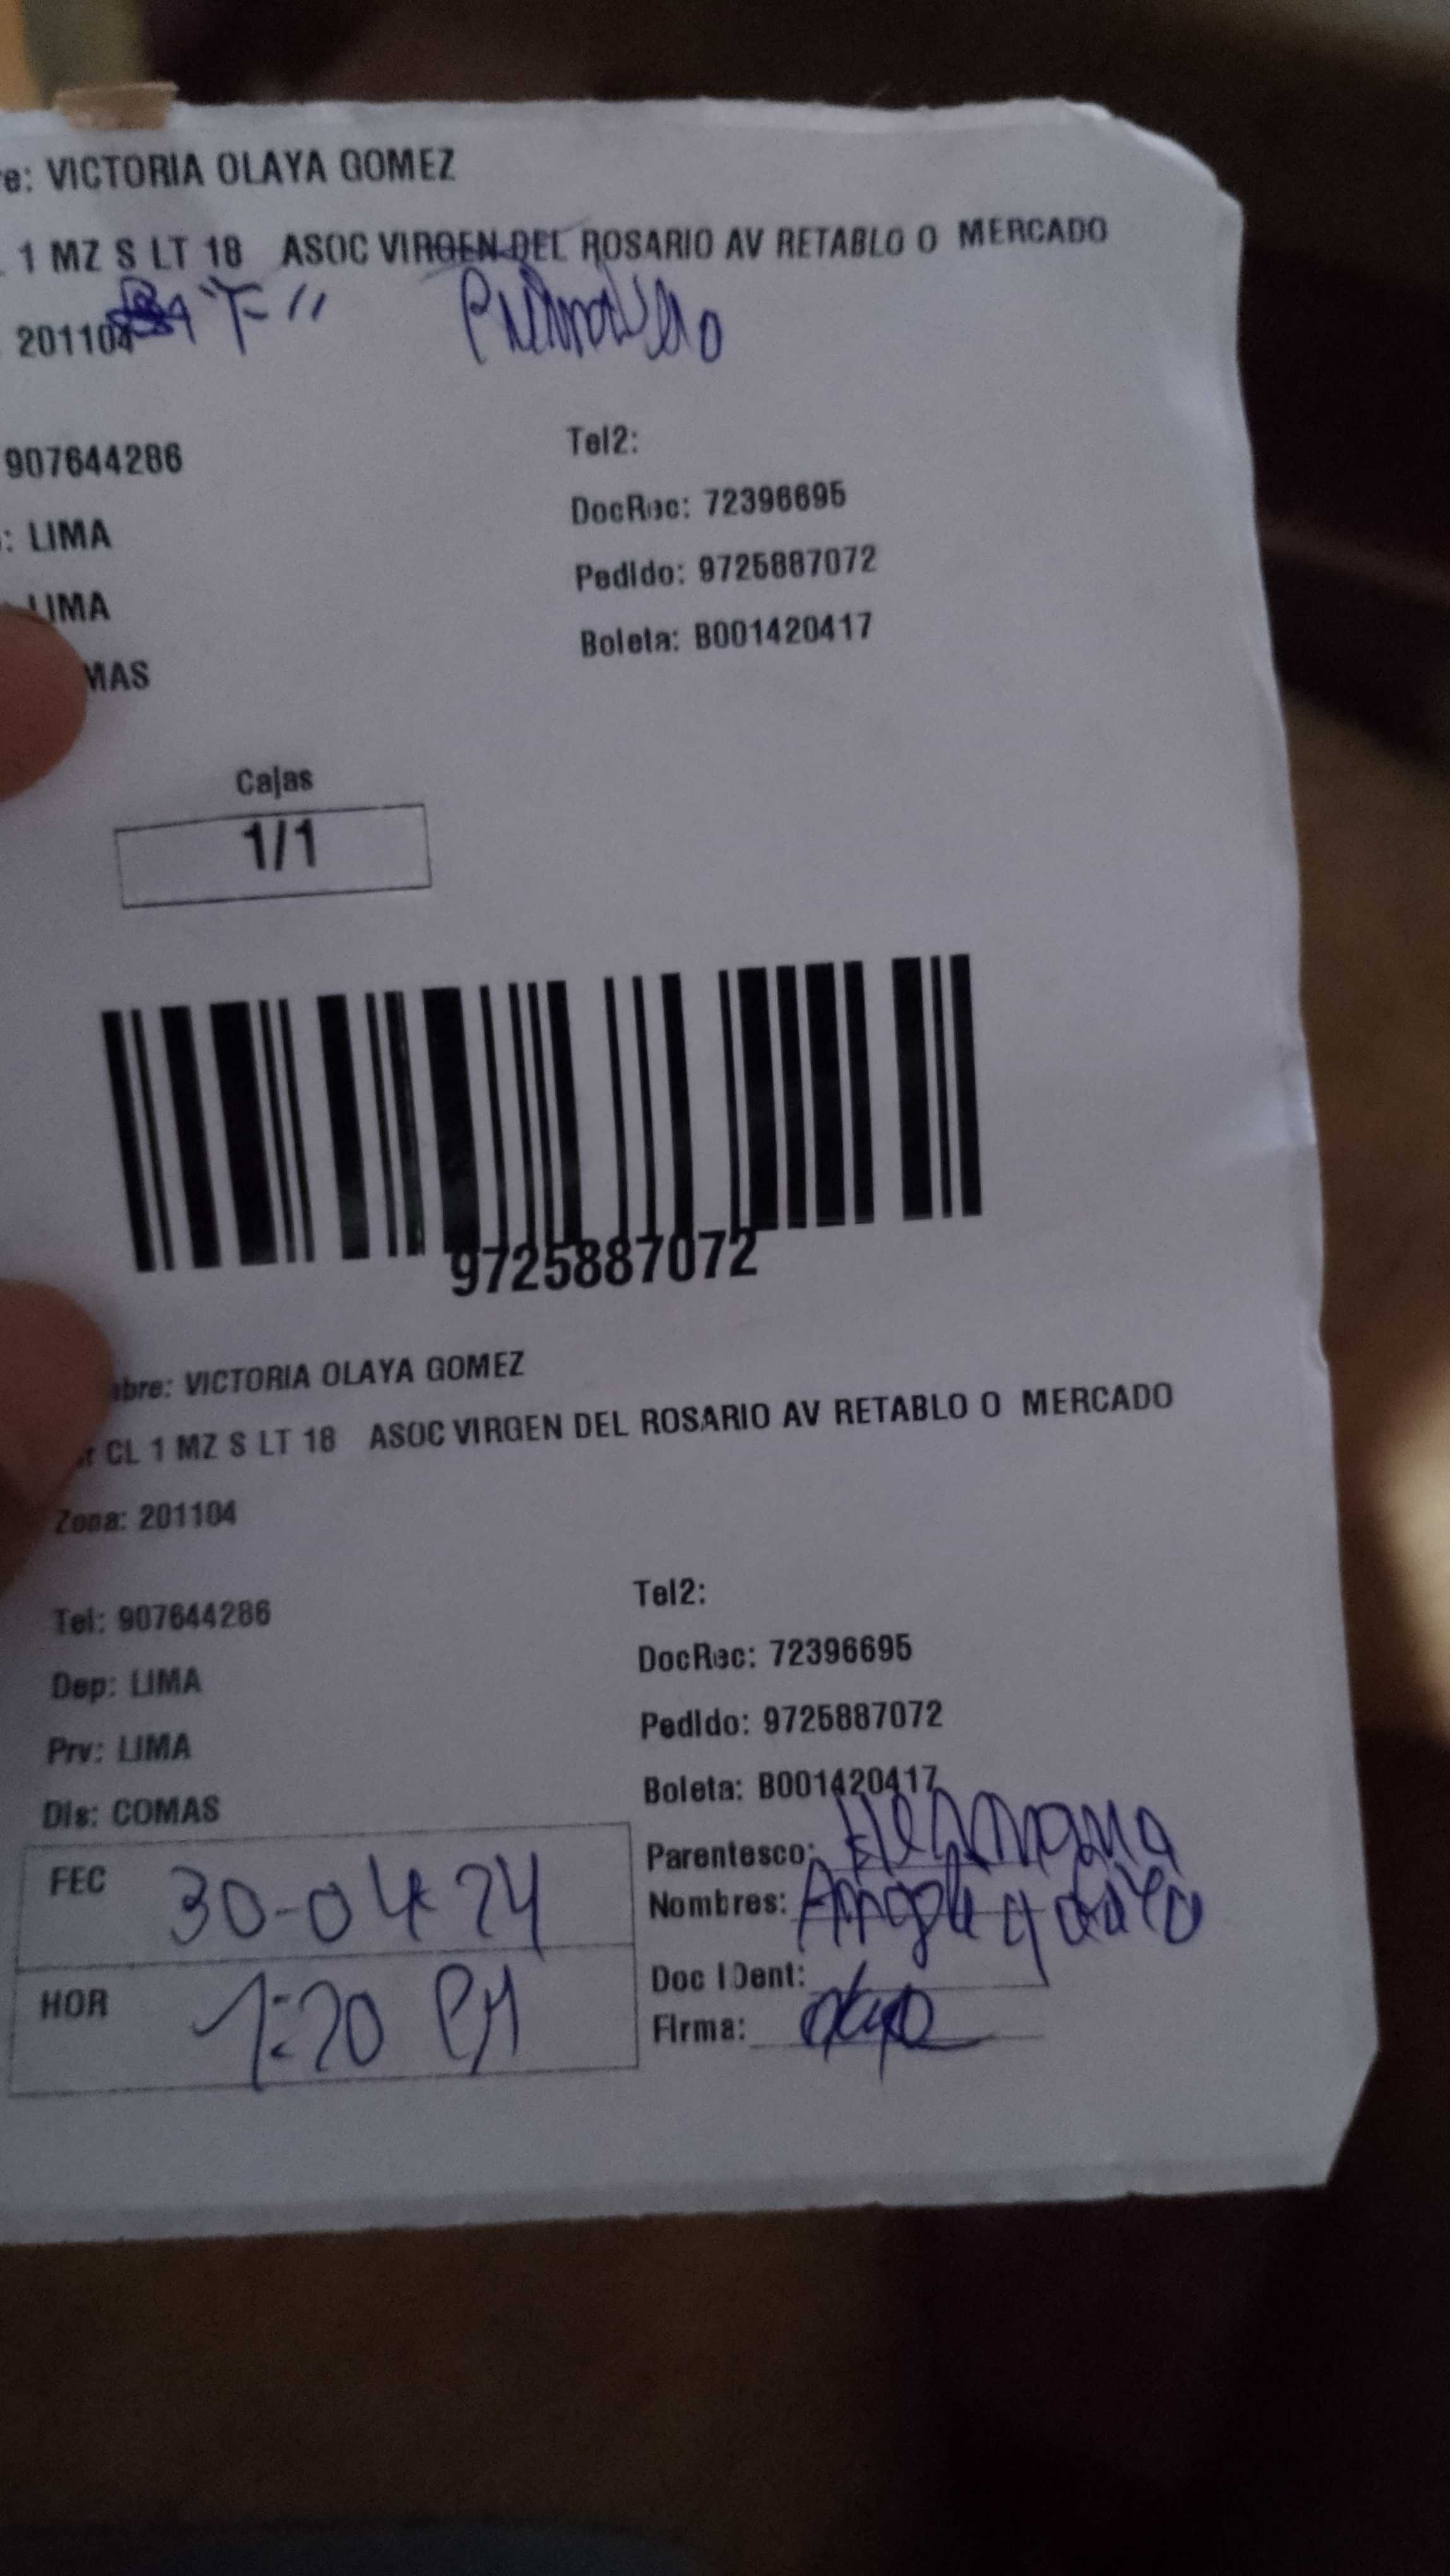 e: VICTORIA OLAYA GOMEZ
1 MZ S LT 18 ASOC VIRGEN DEL ROSARIO AV RETABLO O MERCADO
201104 "F"
907644286 Tel2:
: LIMA DocRec: 72396695
LIMA Pedido: 9725887072
MAS Boleta: B001420417
Cajas
1/1
9725887072
bre: VICTORIA OLAYA GOMEZ
r CL 1 MZ S LT 18 ASOC VIRGEN DEL ROSARIO AV RETABLO O MERCADO
Zona: 201104
Tel: 907644286 Tel2:
Dep: LIMA DocRec: 72396695
Prv: LIMA Pedido: 9725887072
Dis: COMAS Boleta: B001420417
FEC 30-04-24 Parentesco: Hermana
Nombres:
HOR 1:20 PM Doc IDent:
Firma: